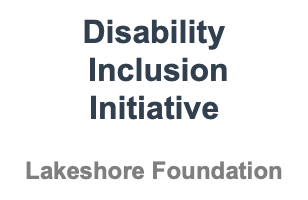 Disability
Inclusion
Initiative
Lakeshore Foundation